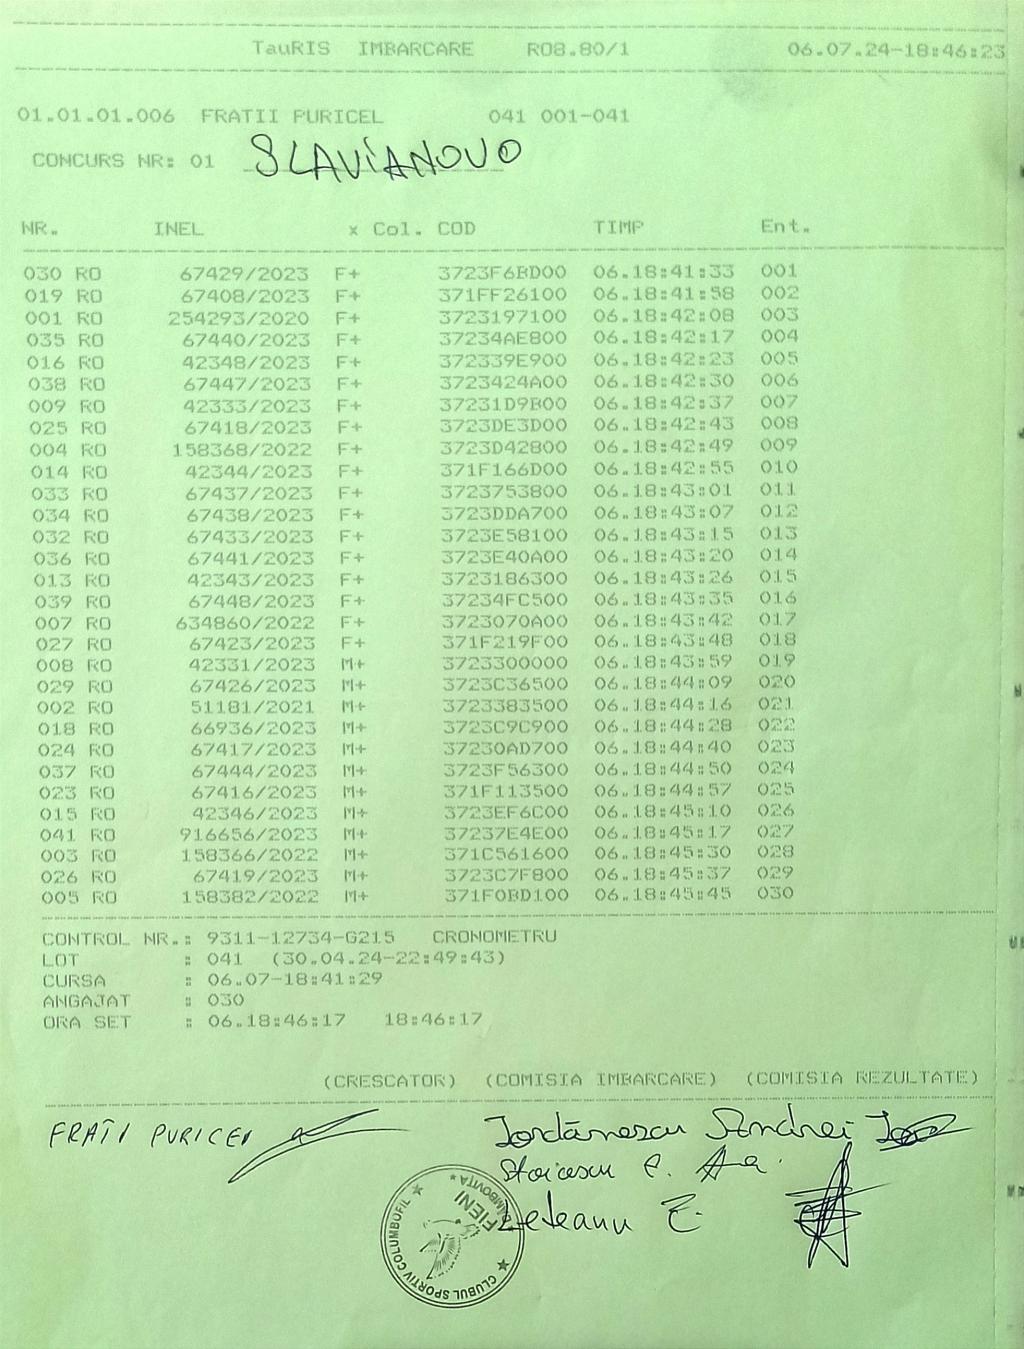 TauRIS IMBARCARE RO8.80/1 06.07.24-18:46:23
01.01.01.006 FRATII PURICEL 041 001-041
CONCURS NR: 01 SLAVIANOVO
NR. INEL x Col. COD TIMP Ent.
030 RO 67429/2023 F+ 3723F6BD00 06.18:41:33 001
019 RO 67408/2023 F+ 371FF26100 06.18:41:58 002
001 RO 254293/2020 F+ 3723197100 06.18:42:08 003
035 RO 67440/2023 F+ 37234AE800 06.18:42:17 004
016 RO 42348/2023 F+ 372339E900 06.18:42:23 005
038 RO 67447/2023 F+ 3723424A00 06.18:42:30 006
009 RO 42333/2023 F+ 37231D9B00 06.18:42:37 007
025 RO 67418/2023 F+ 3723DE3D00 06.18:42:43 008
004 RO 158368/2022 F+ 3723D42800 06.18:42:49 009
014 RO 42344/2023 F+ 371F166D00 06.18:42:55 010
033 RO 67437/2023 F+ 3723753800 06.18:43:01 011
034 RO 67438/2023 F+ 3723DDA700 06.18:43:07 012
032 RO 67433/2023 F+ 3723E58100 06.18:43:15 013
036 RO 67441/2023 F+ 3723E40A00 06.18:43:20 014
013 RO 42343/2023 F+ 3723186300 06.18:43:26 015
039 RO 67448/2023 F+ 37234FC500 06.18:43:35 016
007 RO 634860/2022 F+ 3723070A00 06.18:43:42 017
027 RO 67423/2023 F+ 371F219F00 06.18:43:48 018
008 RO 42331/2023 M+ 3723300000 06.18:43:59 019
029 RO 67426/2023 M+ 3723C36500 06.18:44:09 020
002 RO 51181/2021 M+ 3723383500 06.18:44:16 021
018 RO 66936/2023 M+ 3723C9C900 06.18:44:28 022
024 RO 67417/2023 M+ 37230AD700 06.18:44:40 023
037 RO 67444/2023 M+ 3723F56300 06.18:44:50 024
023 RO 67416/2023 M+ 371F113500 06.18:44:57 025
015 RO 42346/2023 M+ 3723EF6C00 06.18:45:10 026
041 RO 916656/2023 M+ 37237E4E00 06.18:45:17 027
003 RO 158366/2022 M+ 371C561600 06.18:45:30 028
026 RO 67419/2023 M+ 3723C7F800 06.18:45:37 029
005 RO 158382/2022 M+ 371F0BD100 06.18:45:45 030
CONTROL NR.: 9311-12734-G215 CRONOMETRU
LOT : 041 (30.04.24-22:49:43)
CURSA : 06.07-18:41:29
ANGAJAT : 030
ORA SET : 06.18:46:17 18:46:17
(CRESCATOR) (COMISIA IMBARCARE) (COMISIA REZULTATE)
FRATI PURICEI
Iordănescu Andrei
Stoicescu C.
Leteanu E.
CLUBUL SPORTIV COLUMBOFIL
FIENI
DAMBOVITA